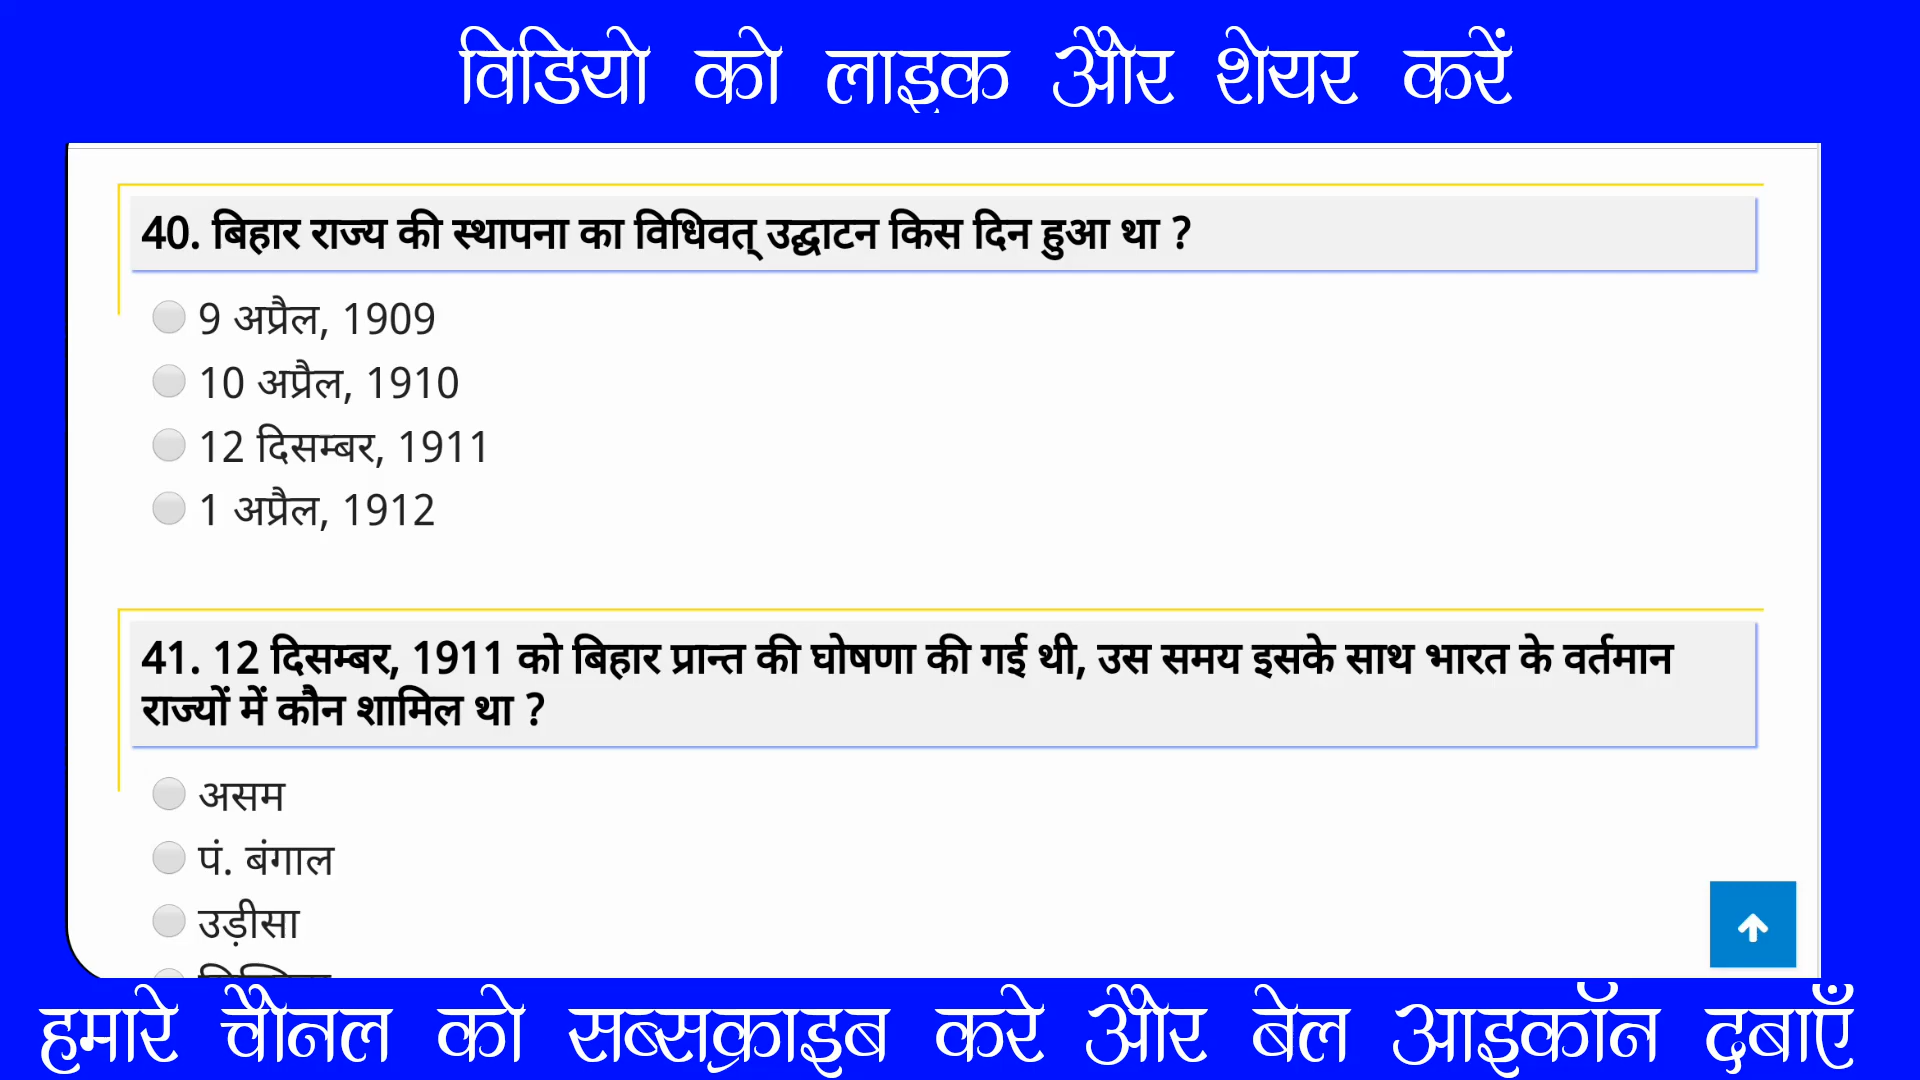 विडियो को लाइक और शेयर करें
40. बिहार राज्य की स्थापना का विधिवत् उद्घाटन किस दिन हुआ था ?
9 अप्रैल, 1909
10 अप्रैल, 1910
12 दिसम्बर, 1911
1 अप्रैल, 1912
41. 12 दिसम्बर, 1911 को बिहार प्रान्त की घोषणा की गई थी, उस समय इसके साथ भारत के वर्तमान
राज्यों में कौन शामिल था ?
असम
पं. बंगाल
उड़ीसा
हमारे चौनल को सब्सक्राइब करे और बेल आइकॉन दबाएँ